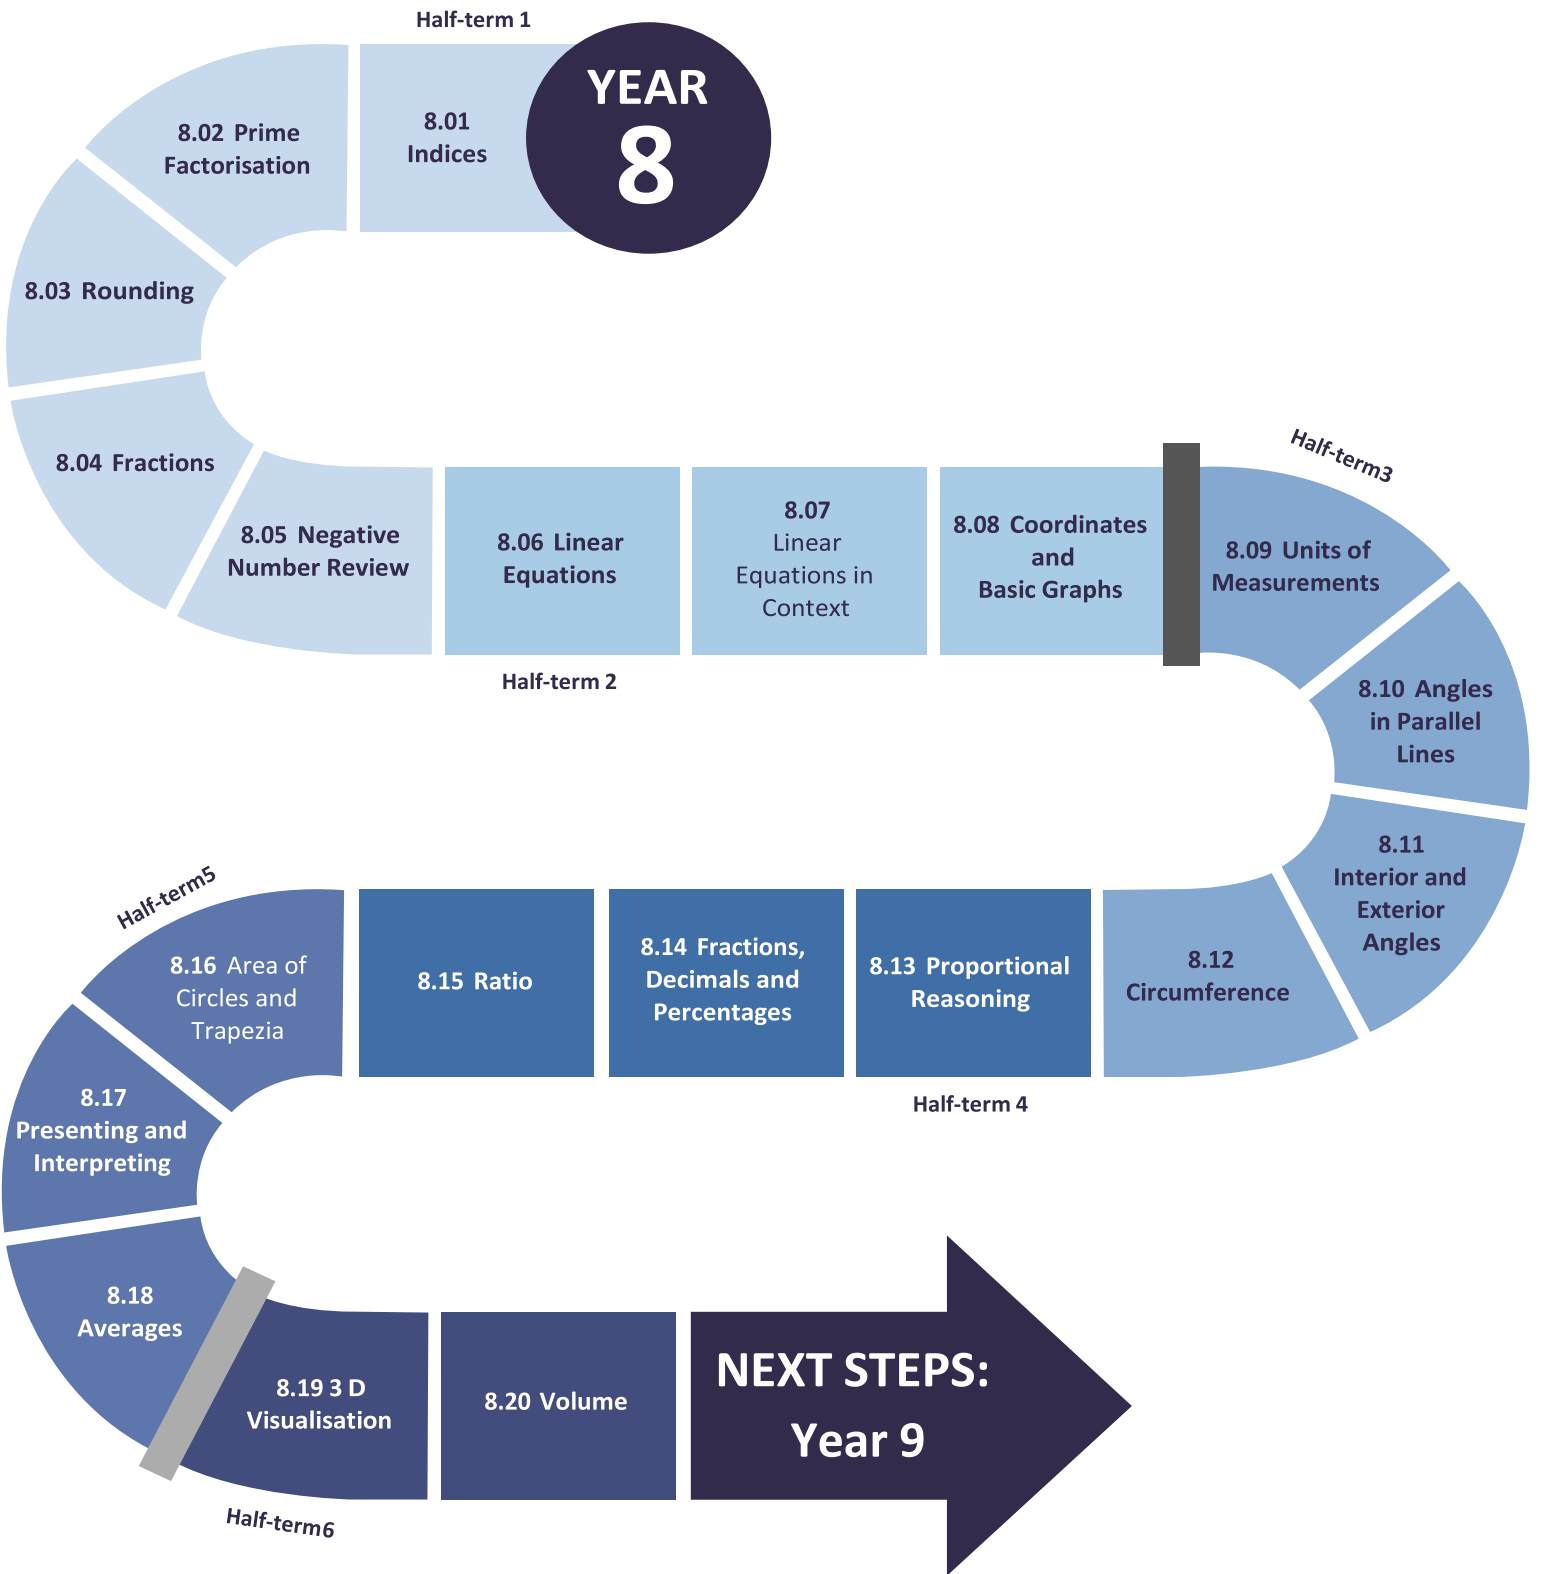 Half-term 1
YEAR
8
8.01
Indices
8.02 Prime
Factorisation
8.03 Rounding
8.04 Fractions
8.05 Negative
Number Review
8.06 Linear
Equations
Half-term 2
8.07
Linear
Equations in
Context
8.08 Coordinates
and
Basic Graphs
Half-term3
8.09 Units of
Measurements
8.10 Angles
in Parallel
Lines
8.11
Interior and
Exterior
Angles
8.12
Circumference
8.13 Proportional
Reasoning
Half-term 4
8.14 Fractions,
Decimals and
Percentages
8.15 Ratio
Half-term5
8.16 Area of
Circles and
Trapezia
8.17
Presenting and
Interpreting
8.18
Averages
8.19 3 D
Visualisation
Half-term6
8.20 Volume
NEXT STEPS:
Year 9